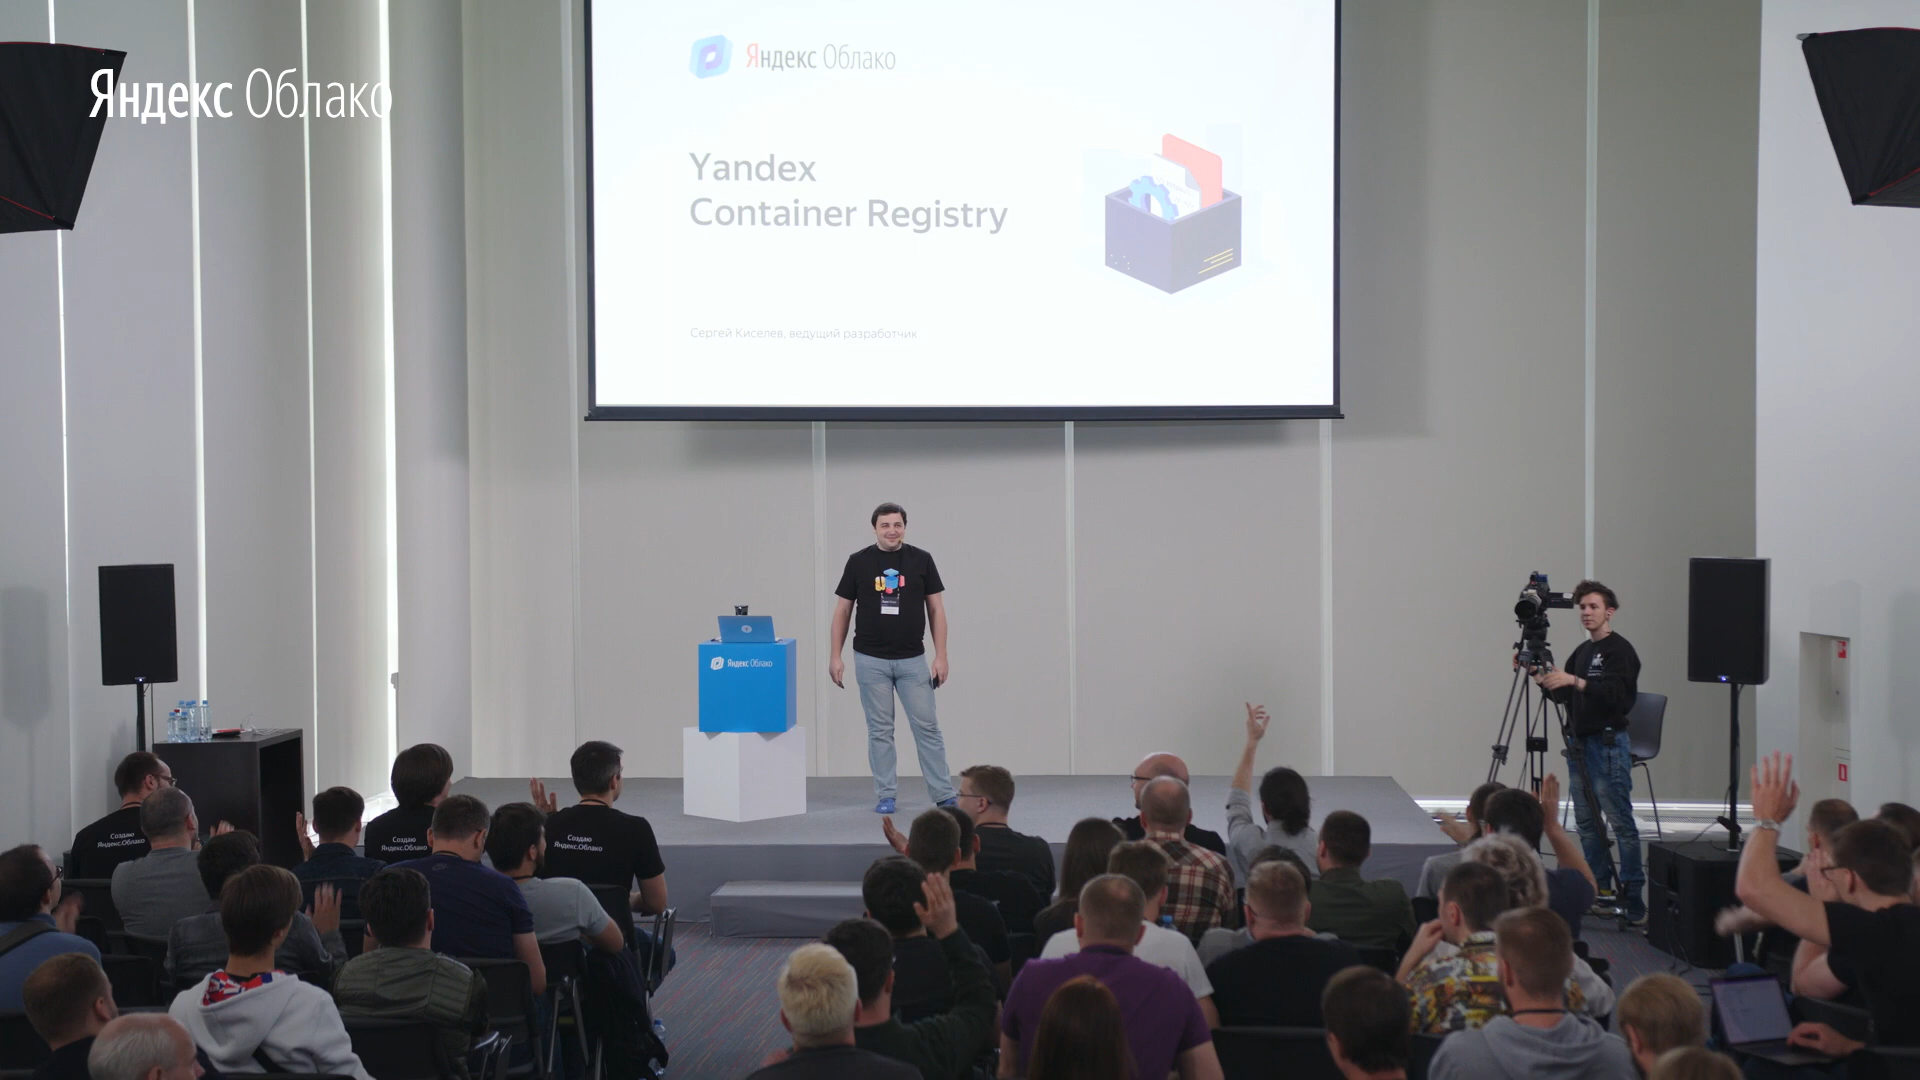 Яндекс Облако
Яндекс Облако
Yandex
Container Registry
Сергей Киселев, ведущий разработчик
Яндекс Облако
Создаю
Яндекс.Облако
Создаю
Яндекс.Облако
Создаю
Яндекс.Облако